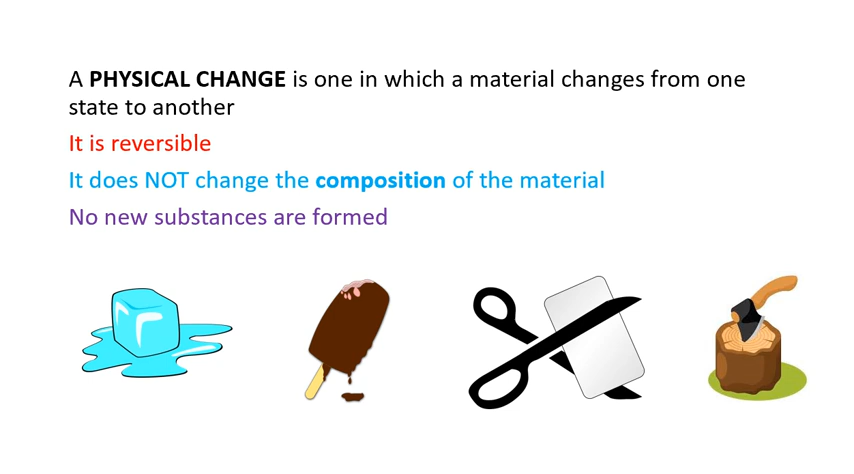 A PHYSICAL CHANGE is one in which a material changes from one
state to another
It is reversible
It does NOT change the composition of the material
No new substances are formed